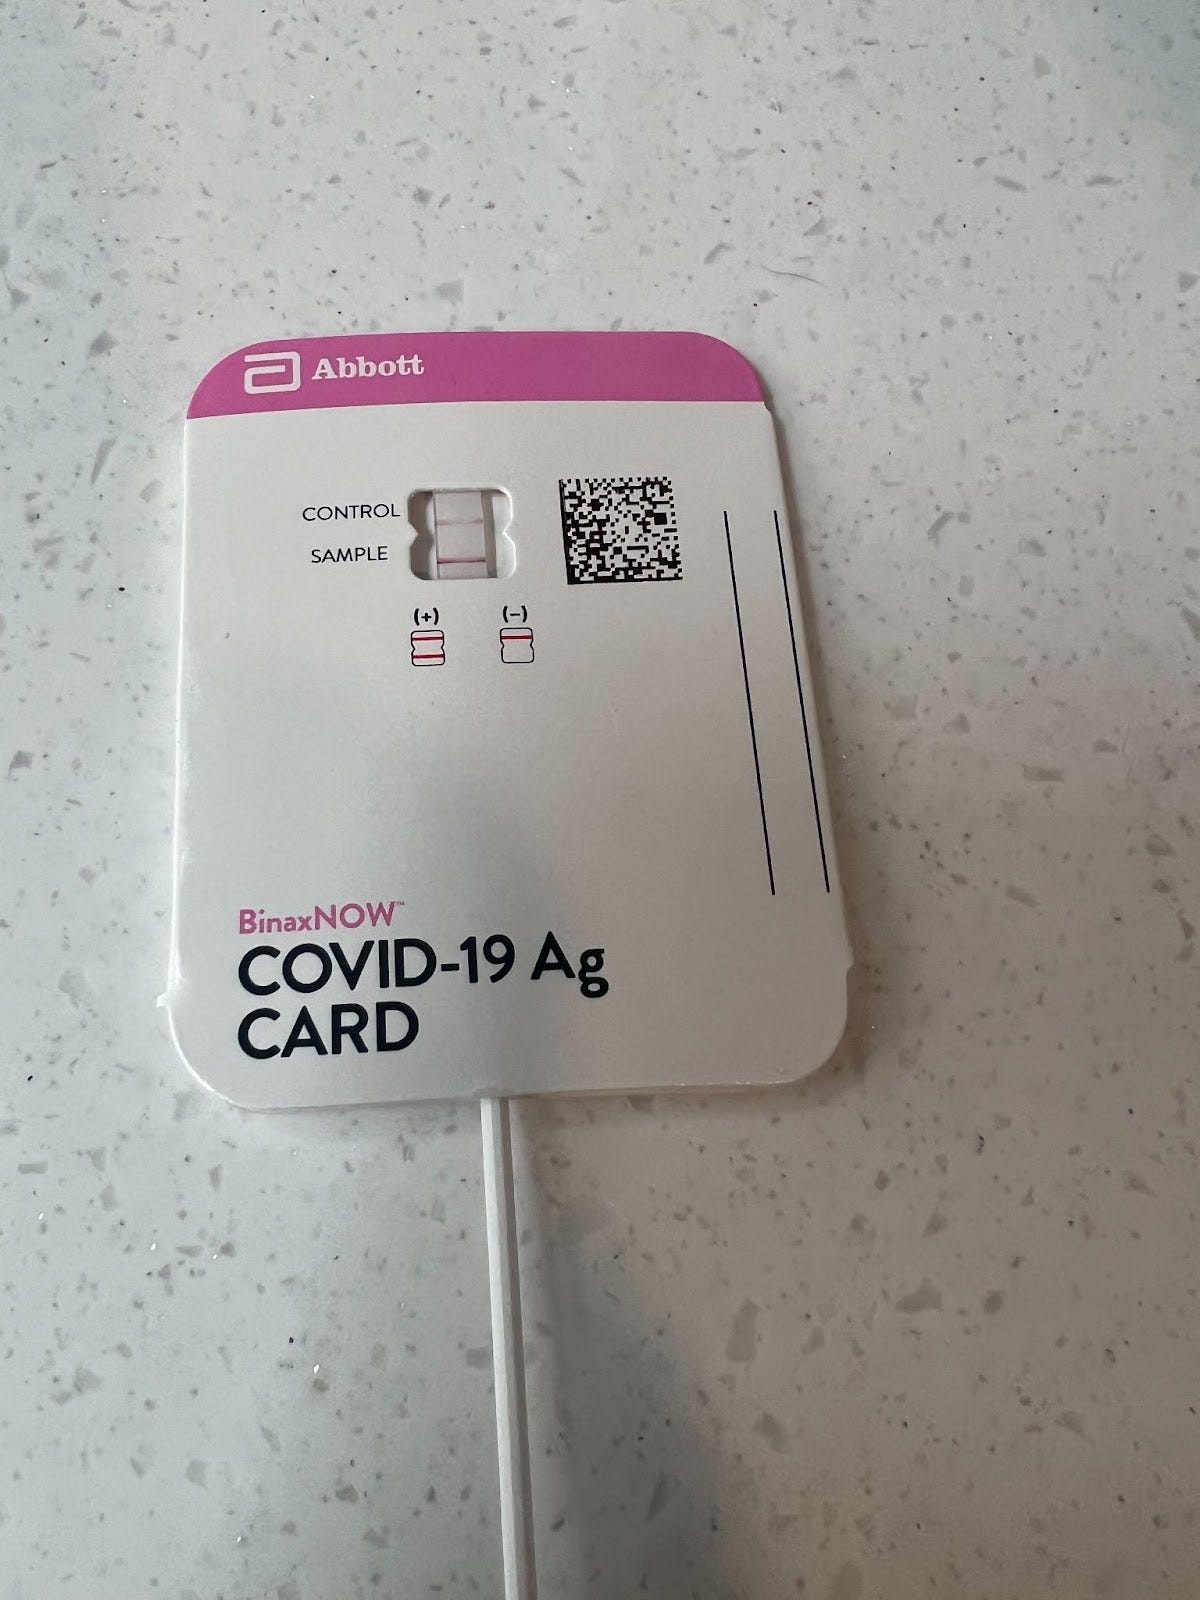 Abbott
CONTROL
SAMPLE
(+) (-)
BinaxNOW™
COVID-19 Ag
CARD